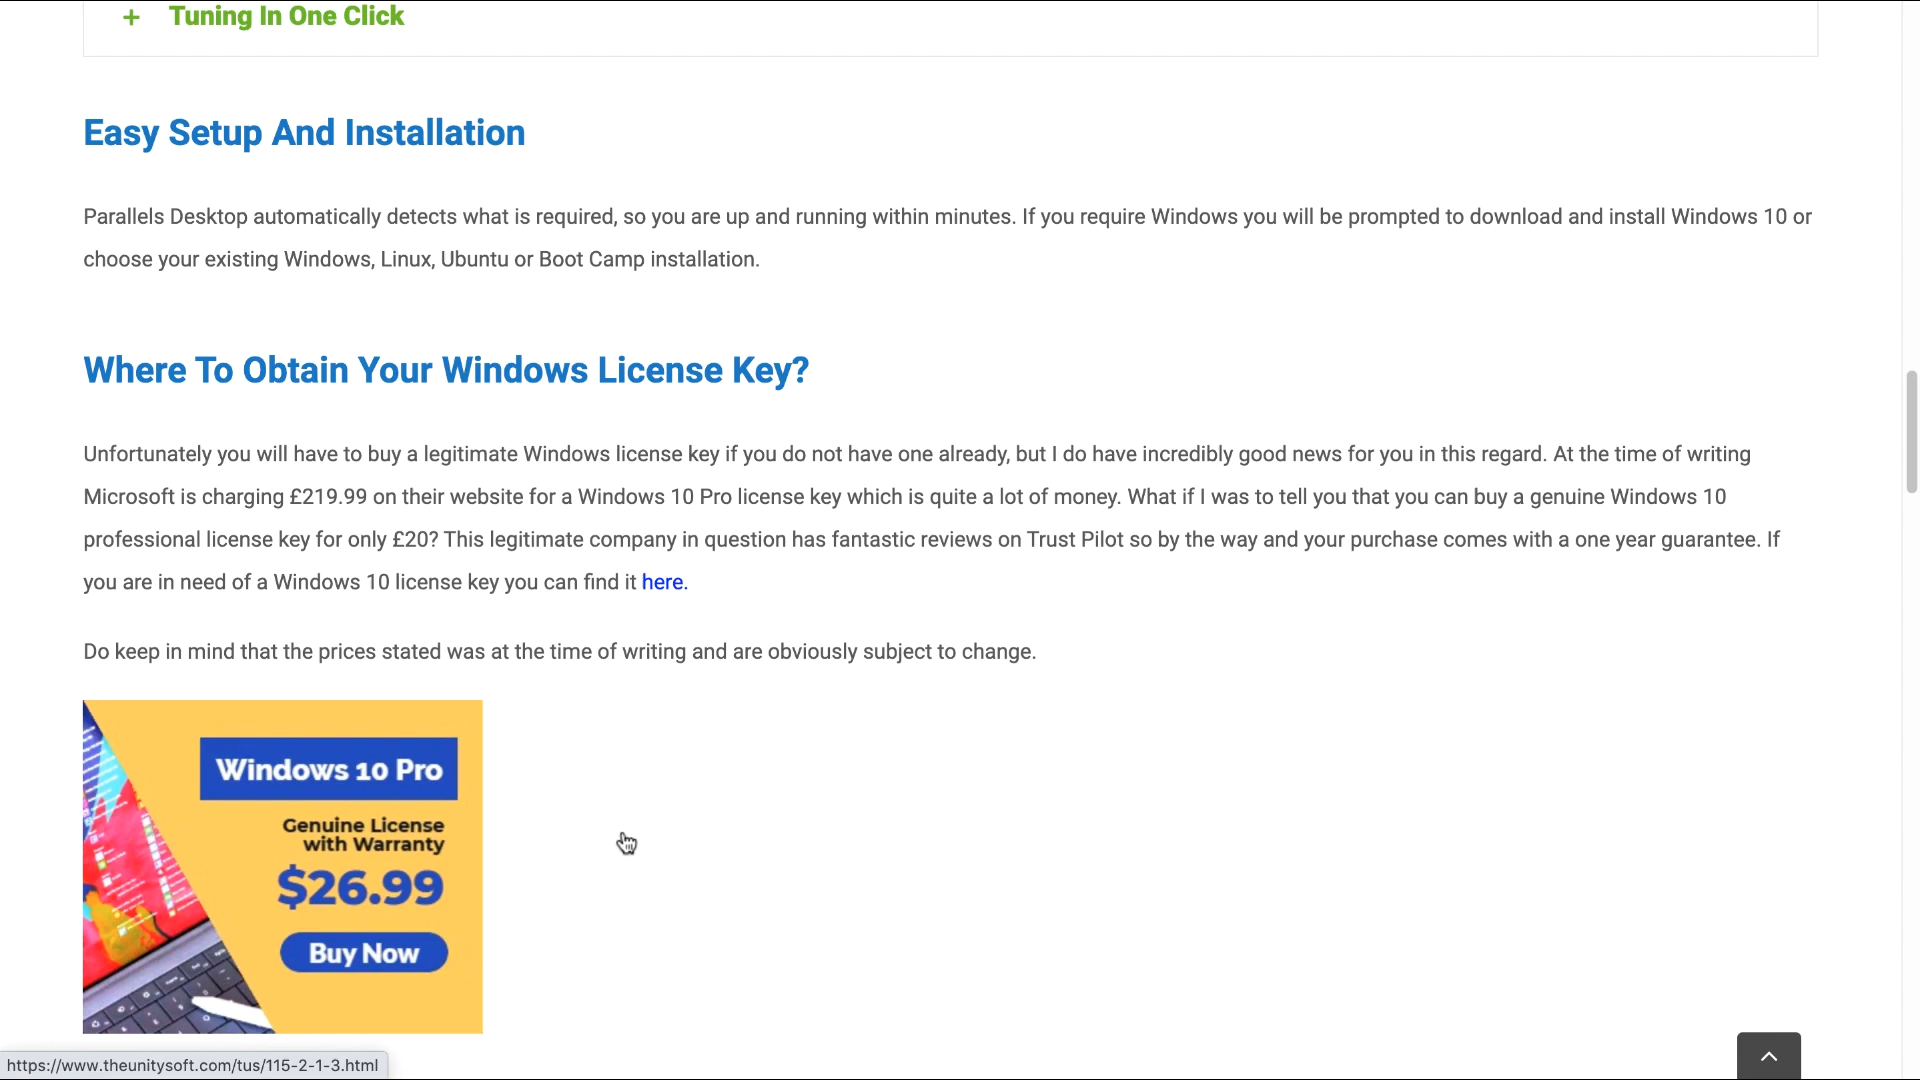 + Tuning In One Click
Easy Setup And Installation
Parallels Desktop automatically detects what is required, so you are up and running within minutes. If you require Windows you will be prompted to download and install Windows 10 or
choose your existing Windows, Linux, Ubuntu or Boot Camp installation.
Where To Obtain Your Windows License Key?
Unfortunately you will have to buy a legitimate Windows license key if you do not have one already, but I do have incredibly good news for you in this regard. At the time of writing
Microsoft is charging £219.99 on their website for a Windows 10 Pro license key which is quite a lot of money. What if I was to tell you that you can buy a genuine Windows 10
professional license key for only £20? This legitimate company in question has fantastic reviews on Trust Pilot so by the way and your purchase comes with a one year guarantee. If
you are in need of a Windows 10 license key you can find it here.
Do keep in mind that the prices stated was at the time of writing and are obviously subject to change.
Windows 10 Pro
Genuine License
with Warranty
$26.99
Buy Now
https://www.theunitysoft.com/tus/115-2-1-3.html